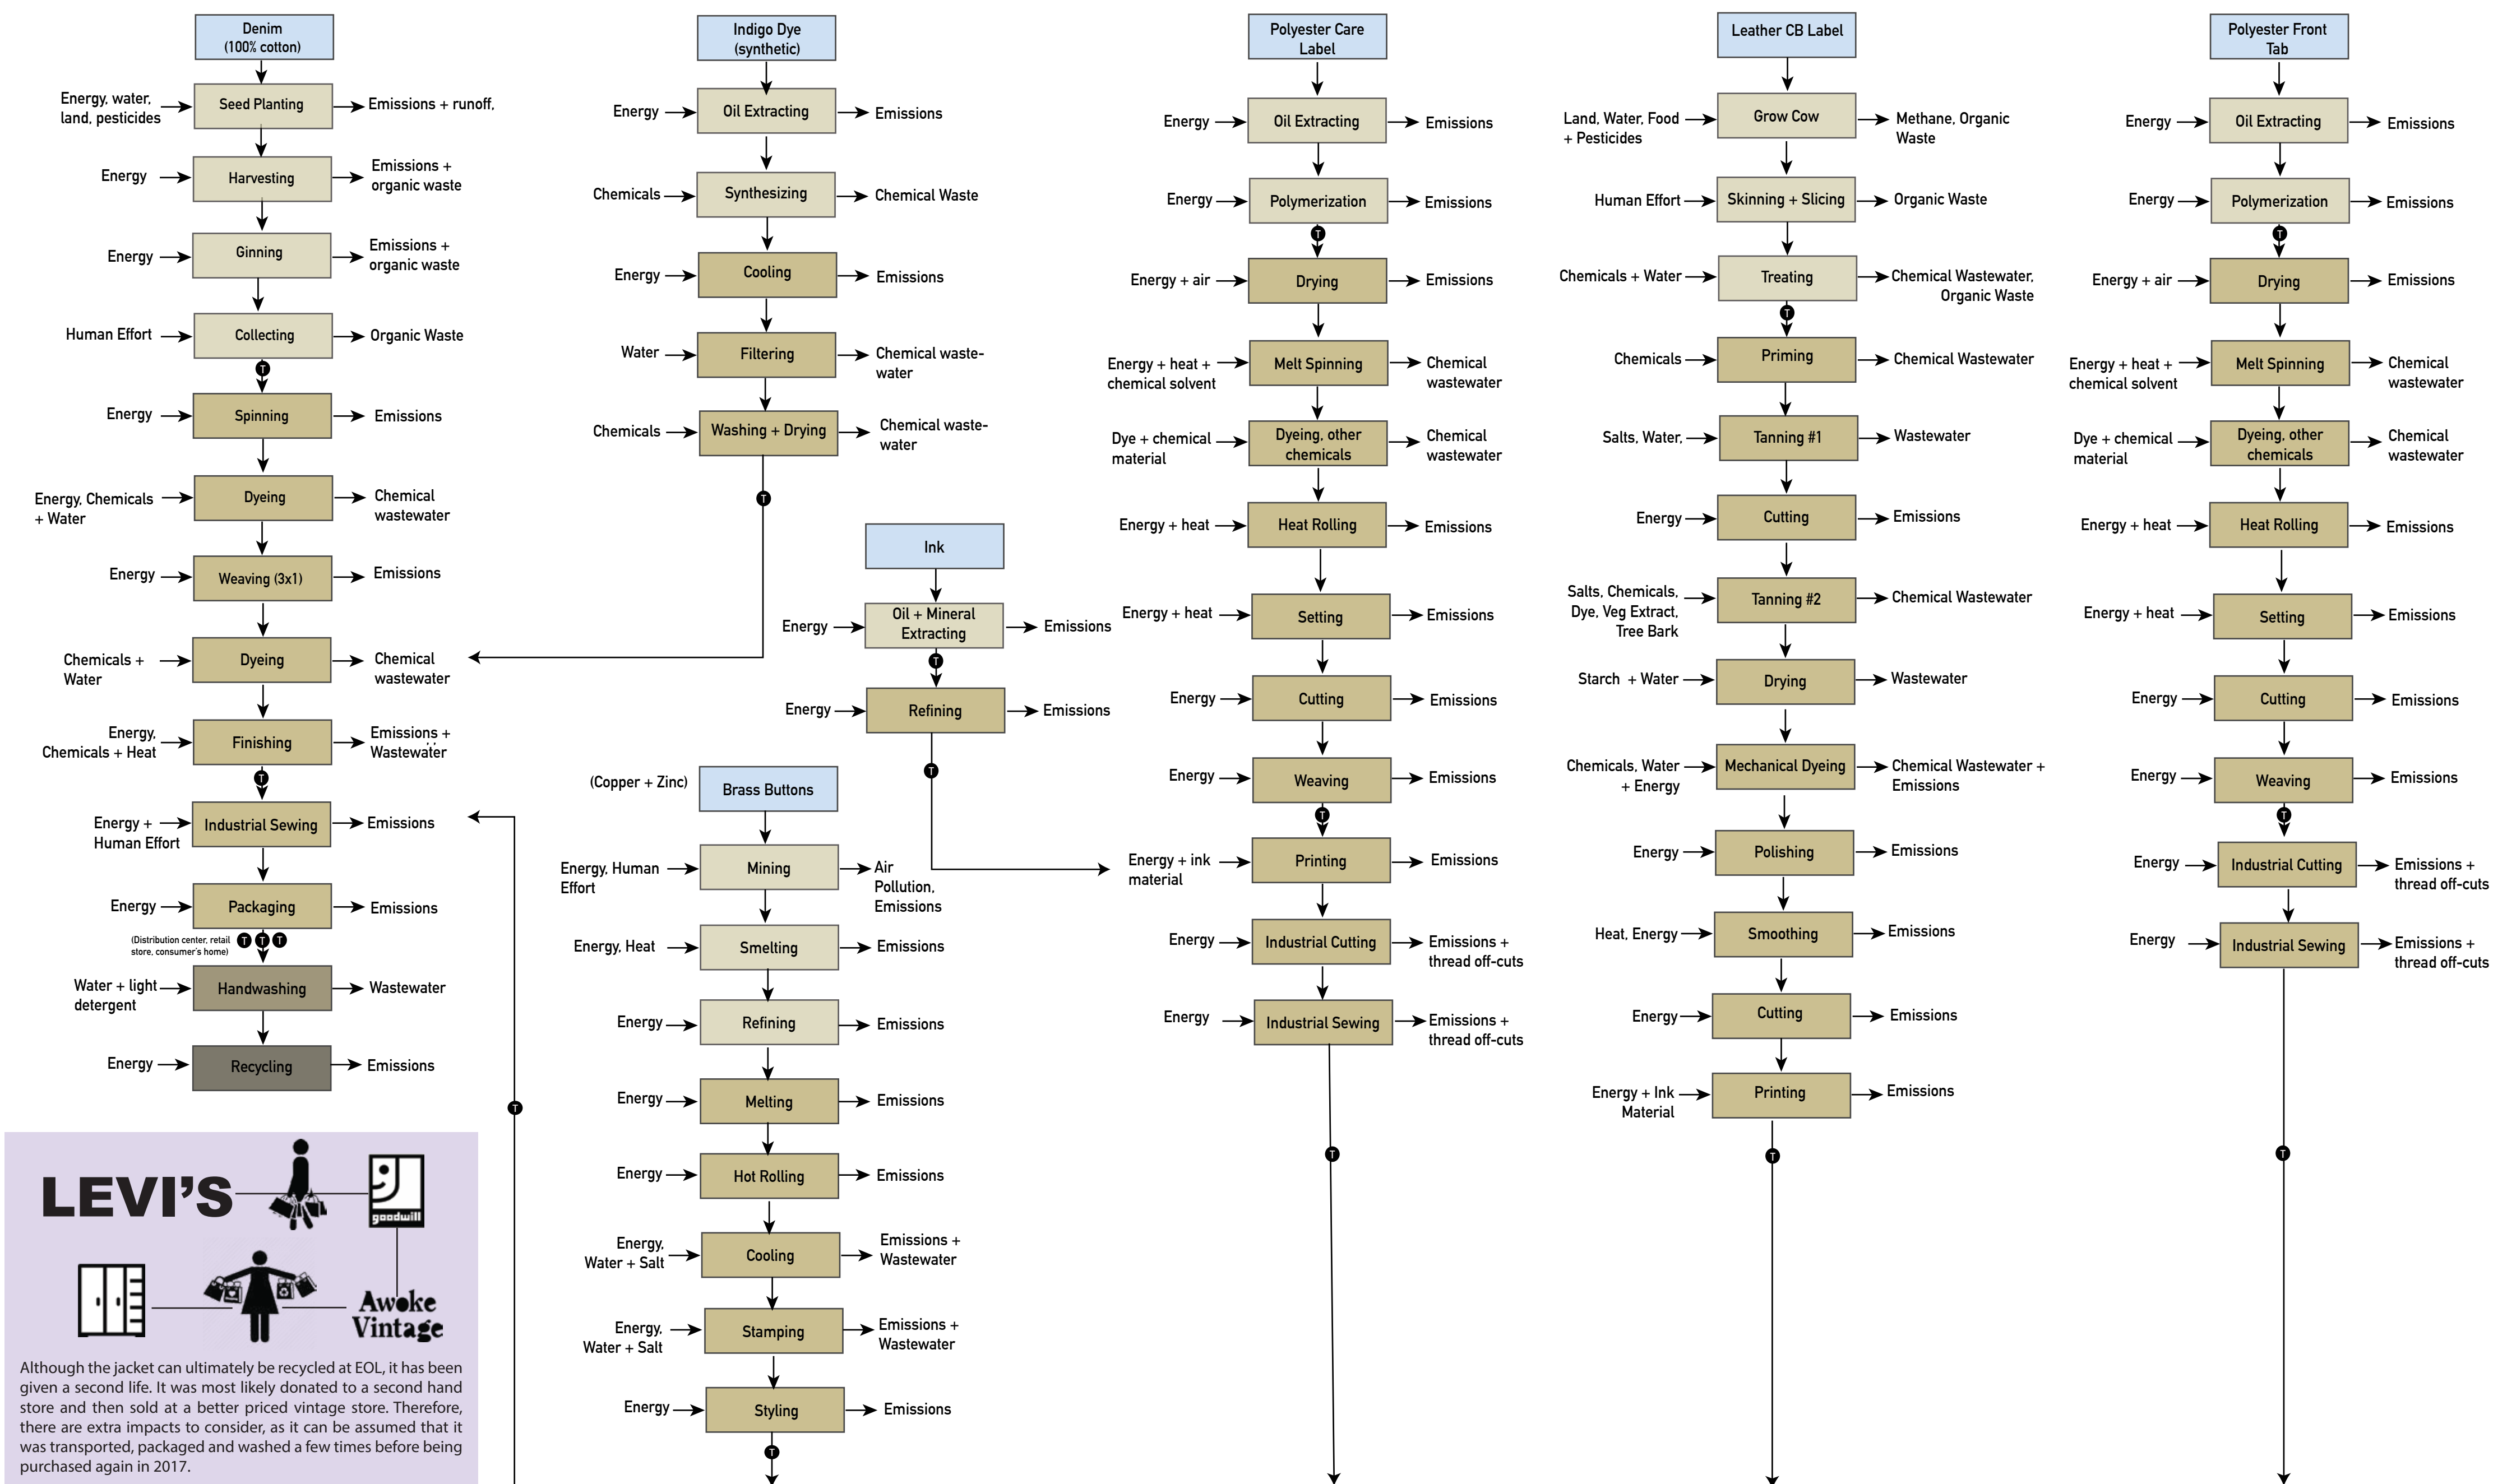 Denim
(100% cotton)
Energy, water,
land, pesticides
Seed Planting
Emissions + runoff,
Energy
Harvesting
Emissions +
organic waste
Energy
Ginning
Emissions +
organic waste
Human Effort
Collecting
Organic Waste
T
Energy
Spinning
Emissions
Energy, Chemicals
+ Water
Dyeing
Chemical
wastewater
Energy
Weaving (3x1)
Emissions
Chemicals +
Water
Dyeing
Chemical
wastewater
Energy,
Chemicals + Heat
Finishing
Emissions +
Wastewater
T
Energy +
Human Effort
Industrial Sewing
Emissions
Energy
Packaging
Emissions
(Distribution center, retail
store, consumer's home)
T T T
Water + light
detergent
Handwashing
Wastewater
Energy
Recycling
Emissions
T
LEVI'S
goodwill
Awoke
Vintage
Although the jacket can ultimately be recycled at EOL, it has been
given a second life. It was most likely donated to a second hand
store and then sold at a better priced vintage store. Therefore,
there are extra impacts to consider, as it can be assumed that it
was transported, packaged and washed a few times before being
purchased again in 2017.
Indigo Dye
(synthetic)
Energy
Oil Extracting
Emissions
Chemicals
Synthesizing
Chemical Waste
Energy
Cooling
Emissions
Water
Filtering
Chemical waste-
water
Chemicals
Washing + Drying
Chemical waste-
water
T
Ink
Energy
Oil + Mineral
Extracting
Emissions
T
Energy
Refining
Emissions
T
(Copper + Zinc)
Brass Buttons
Energy, Human
Effort
Mining
Air
Pollution,
Emissions
Energy, Heat
Smelting
Emissions
Energy
Refining
Emissions
Energy
Melting
Emissions
Energy
Hot Rolling
Emissions
Energy,
Water + Salt
Cooling
Emissions +
Wastewater
Energy,
Water + Salt
Stamping
Emissions +
Wastewater
Energy
Styling
Emissions
T
Polyester Care
Label
Energy
Oil Extracting
Emissions
Energy
Polymerization
Emissions
T
Energy + air
Drying
Emissions
Energy + heat +
chemical solvent
Melt Spinning
Chemical
wastewater
Dye + chemical
material
Dyeing, other
chemicals
Chemical
wastewater
Energy + heat
Heat Rolling
Emissions
Energy + heat
Setting
Emissions
Energy
Cutting
Emissions
Energy
Weaving
Emissions
T
Energy + ink
material
Printing
Emissions
Energy
Industrial Cutting
Emissions +
thread off-cuts
Energy
Industrial Sewing
Emissions +
thread off-cuts
T
Leather CB Label
Land, Water, Food
+ Pesticides
Grow Cow
Methane, Organic
Waste
Human Effort
Skinning + Slicing
Organic Waste
Chemicals + Water
Treating
Chemical Wastewater,
Organic Waste
T
Chemicals
Priming
Chemical Wastewater
Salts, Water,
Tanning #1
Wastewater
Energy
Cutting
Emissions
Salts, Chemicals,
Dye, Veg Extract,
Tree Bark
Tanning #2
Chemical Wastewater
Starch + Water
Drying
Wastewater
Chemicals, Water
+ Energy
Mechanical Dyeing
Chemical Wastewater +
Emissions
Energy
Polishing
Emissions
Heat, Energy
Smoothing
Emissions
Energy
Cutting
Emissions
Energy + Ink
Material
Printing
Emissions
T
Polyester Front
Tab
Energy
Oil Extracting
Emissions
Energy
Polymerization
Emissions
T
Energy + air
Drying
Emissions
Energy + heat +
chemical solvent
Melt Spinning
Chemical
wastewater
Dye + chemical
material
Dyeing, other
chemicals
Chemical
wastewater
Energy + heat
Heat Rolling
Emissions
Energy + heat
Setting
Emissions
Energy
Cutting
Emissions
Energy
Weaving
Emissions
T
Energy
Industrial Cutting
Emissions +
thread off-cuts
Energy
Industrial Sewing
Emissions +
thread off-cuts
T